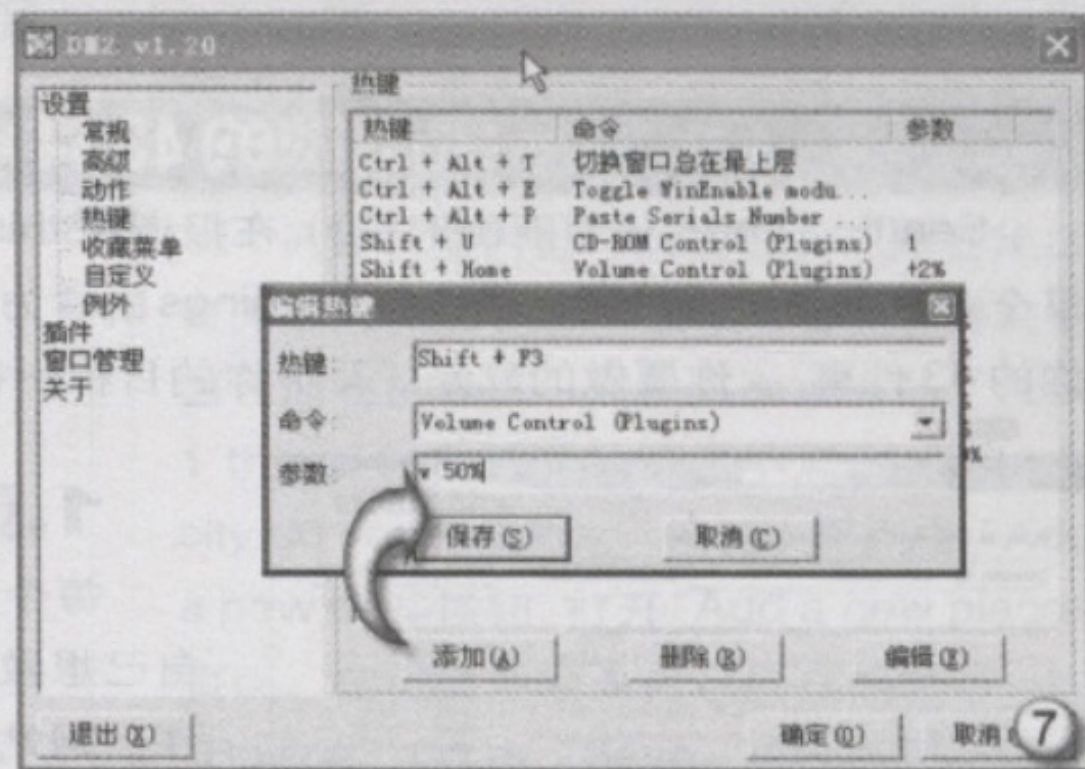 DM2 v1.20
设置
常规
高级
动作
热键
收藏菜单
自定义
例外
插件
窗口管理
关于
热键
热键 命令 参数
Ctrl + Alt + T 切换窗口总在最上层
Ctrl + Alt + E Toggle WinEnable modu...
Ctrl + Alt + P Paste Serials Number ...
Shift + U CD-ROM Control (Plugins) 1
Shift + Home Volume Control (Plugins) +2%
编辑热键
热键: Shift + F3
命令: Volume Control (Plugins)
参数: v 50%
保存(S) 取消(C)
添加(A) 删除(R) 编辑(E)
退出(X) 确定(O) 取消
7